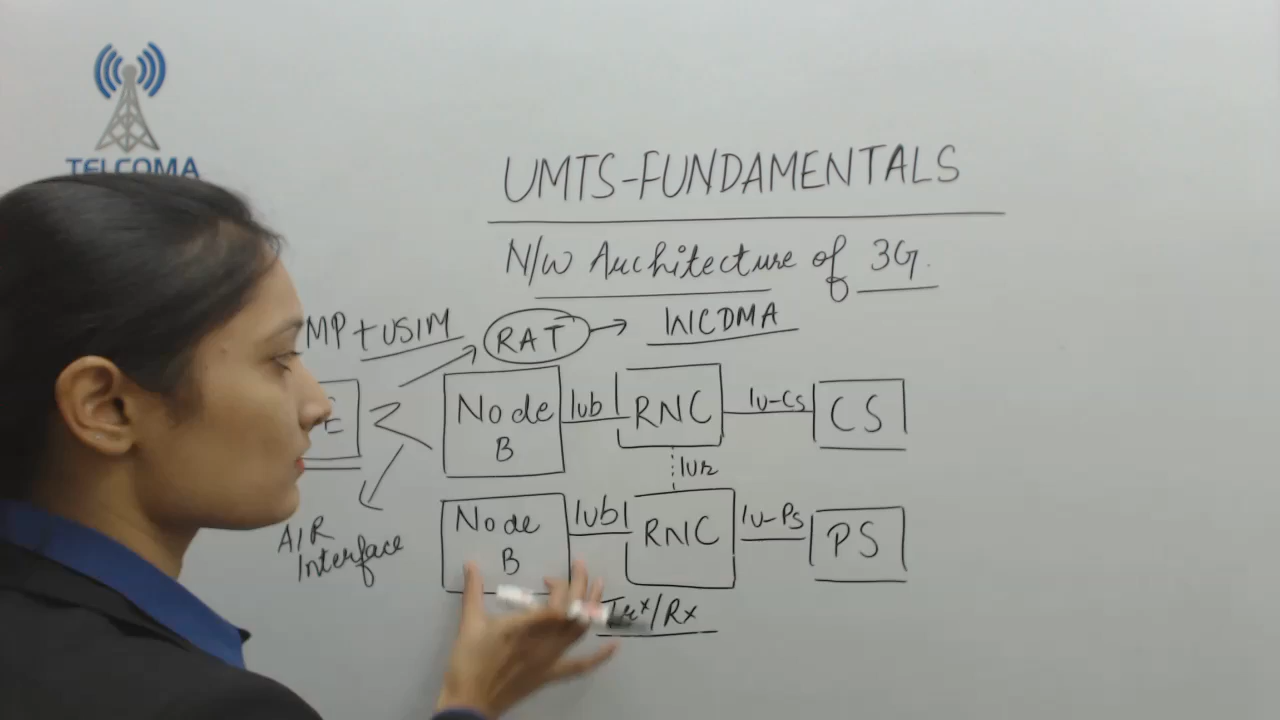 TELCOMA
UMTS-FUNDAMENTALS
N/W Architecture of 3G.
MP + USIM
RAT
WCDMA
E
Node B
Iub
RNC
Iu-Cs
CS
Iur
Node B
Iub
RNC
Iu-Ps
PS
AIR
Interface
Trx/Rx